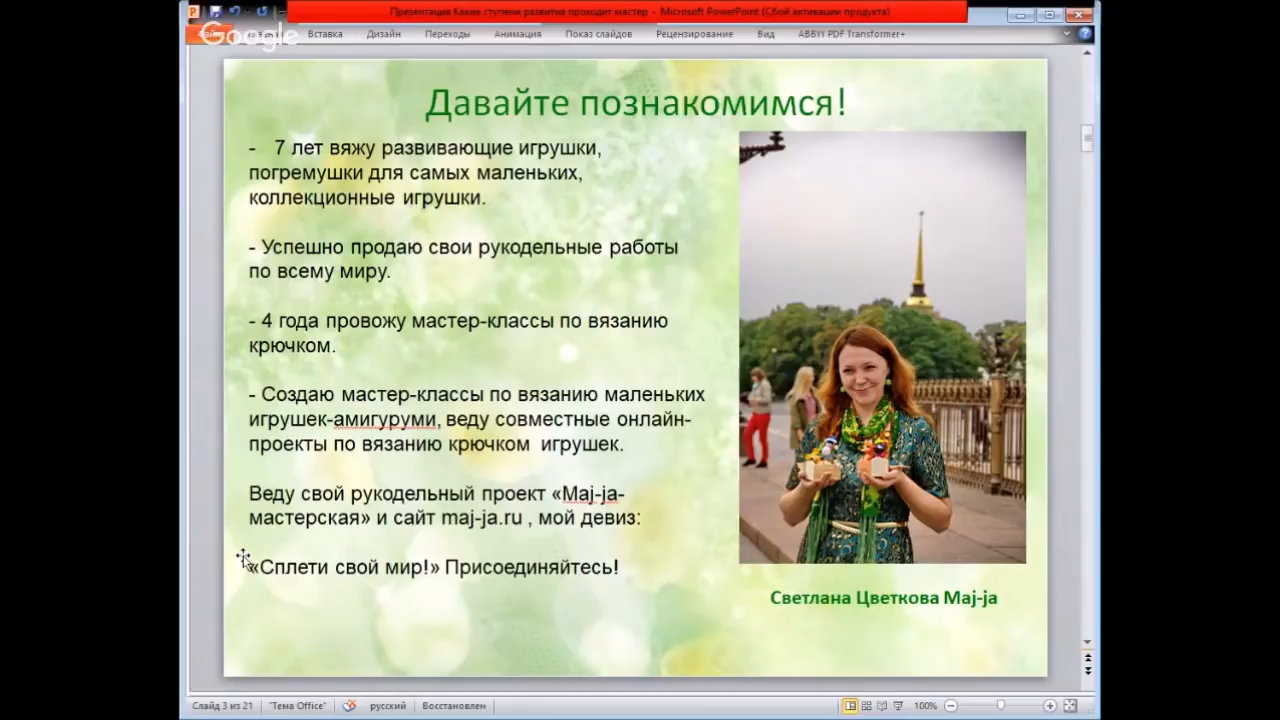 Презентация Какие ступени развития проходит мастер - Microsoft PowerPoint (Сбой активации продукта)
Google
Вставка Дизайн Переходы Анимация Показ слайдов Рецензирование Вид ABBYY PDF Transformer+
Давайте познакомимся!
- 7 лет вяжу развивающие игрушки,
погремушки для самых маленьких,
коллекционные игрушки.
- Успешно продаю свои рукодельные работы
по всему миру.
- 4 года провожу мастер-классы по вязанию
крючком.
- Создаю мастер-классы по вязанию маленьких
игрушек-амигуруми, веду совместные онлайн-
проекты по вязанию крючком игрушек.
Веду свой рукодельный проект «Maj-ja-
мастерская» и сайт maj-ja.ru , мой девиз:
«Сплети свой мир!» Присоединяйтесь!
Светлана Цветкова Maj-ja
Слайд 3 из 21 "Тема Office" русский Восстановлен 100%